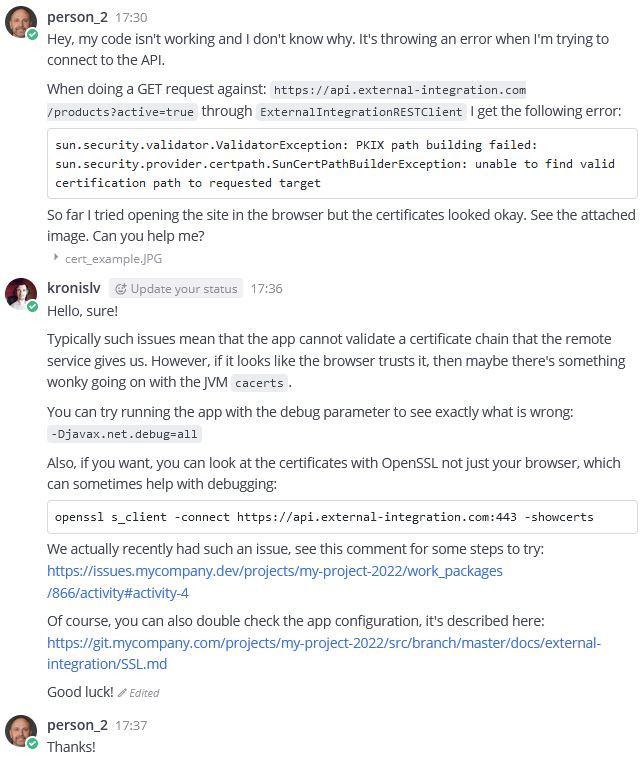 person_2 17:30
Hey, my code isn't working and I don't know why. It's throwing an error when I'm trying to
connect to the API.
When doing a GET request against: https://api.external-integration.com
/products?active=true through ExternalIntegrationRESTClient I get the following error:
sun.security.validator.ValidatorException: PKIX path building failed:
sun.security.provider.certpath.SunCertPathBuilderException: unable to find valid
certification path to requested target
So far I tried opening the site in the browser but the certificates looked okay. See the attached
image. Can you help me?
cert_example.JPG
kronislv Update your status 17:36
Hello, sure!
Typically such issues mean that the app cannot validate a certificate chain that the remote
service gives us. However, if it looks like the browser trusts it, then maybe there's something
wonky going on with the JVM cacerts.
You can try running the app with the debug parameter to see exactly what is wrong:
-Djavax.net.debug=all
Also, if you want, you can look at the certificates with OpenSSL not just your browser, which
can sometimes help with debugging:
openssl s_client -connect https://api.external-integration.com:443 -showcerts
We actually recently had such an issue, see this comment for some steps to try:
https://issues.mycompany.dev/projects/my-project-2022/work_packages
/866/activity#activity-4
Of course, you can also double check the app configuration, it's described here:
https://git.mycompany.com/projects/my-app-2022/src/branch/master/docs/external-
integration/SSL.md
Good luck! Edited
person_2 17:37
Thanks!